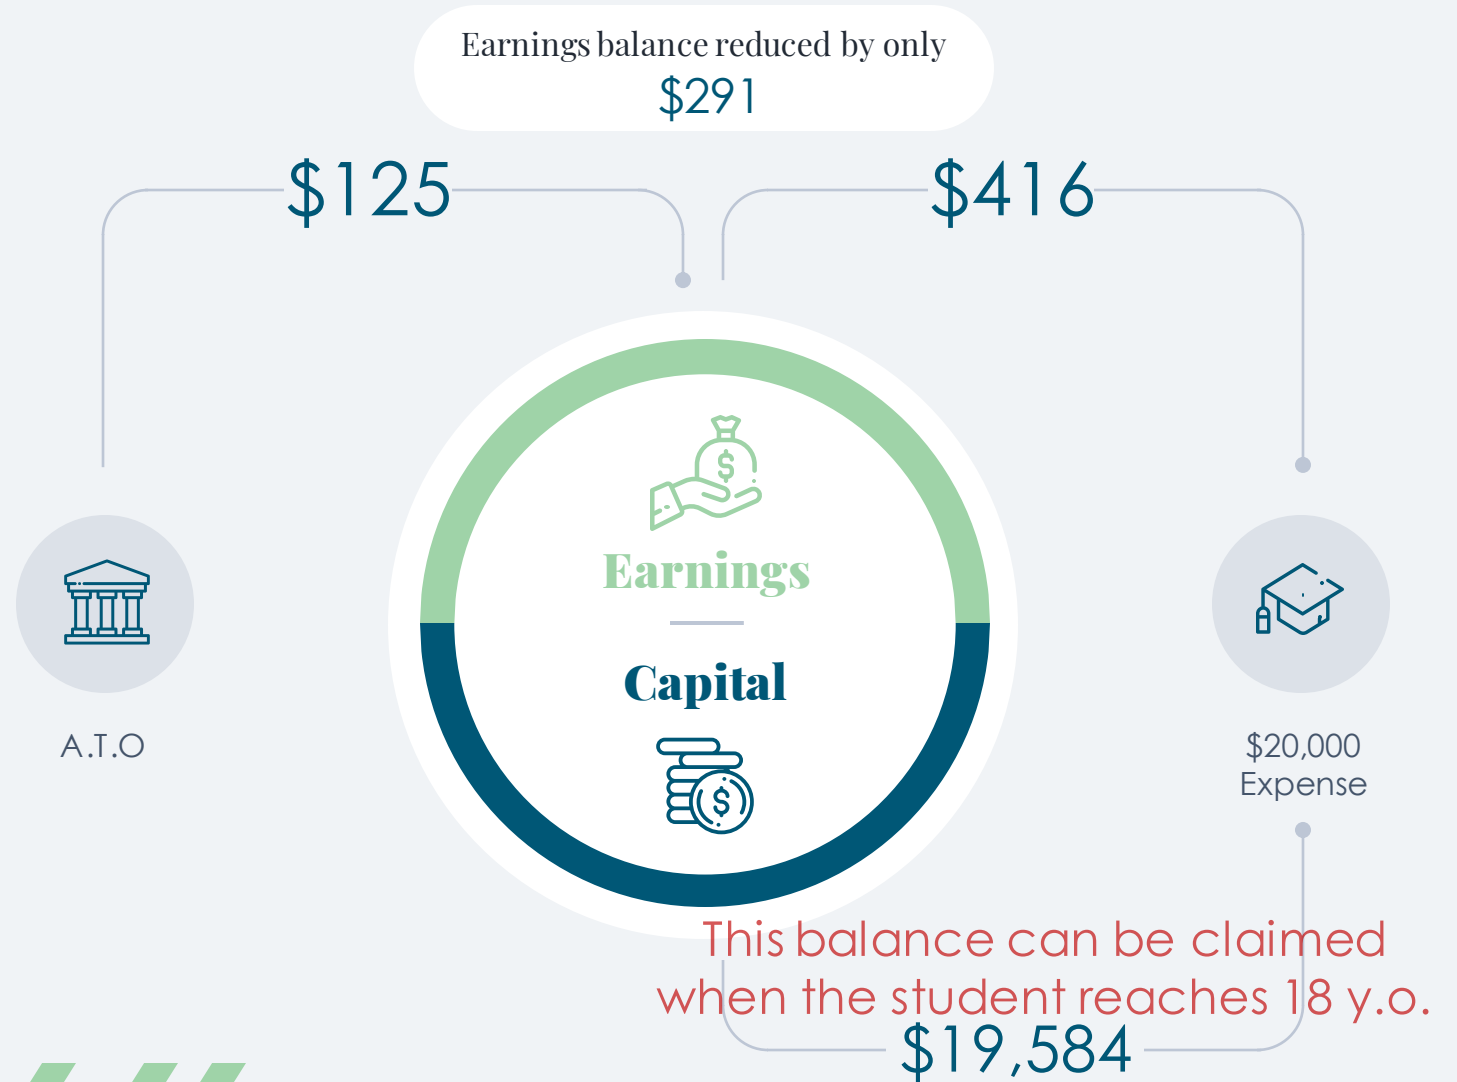 Earnings balance reduced by only
$291
$125
$416
$
Earnings
Capital
$
A.T.O
$20,000
Expense
This balance can be claimed
when the student reaches 18 y.o.
$19,584